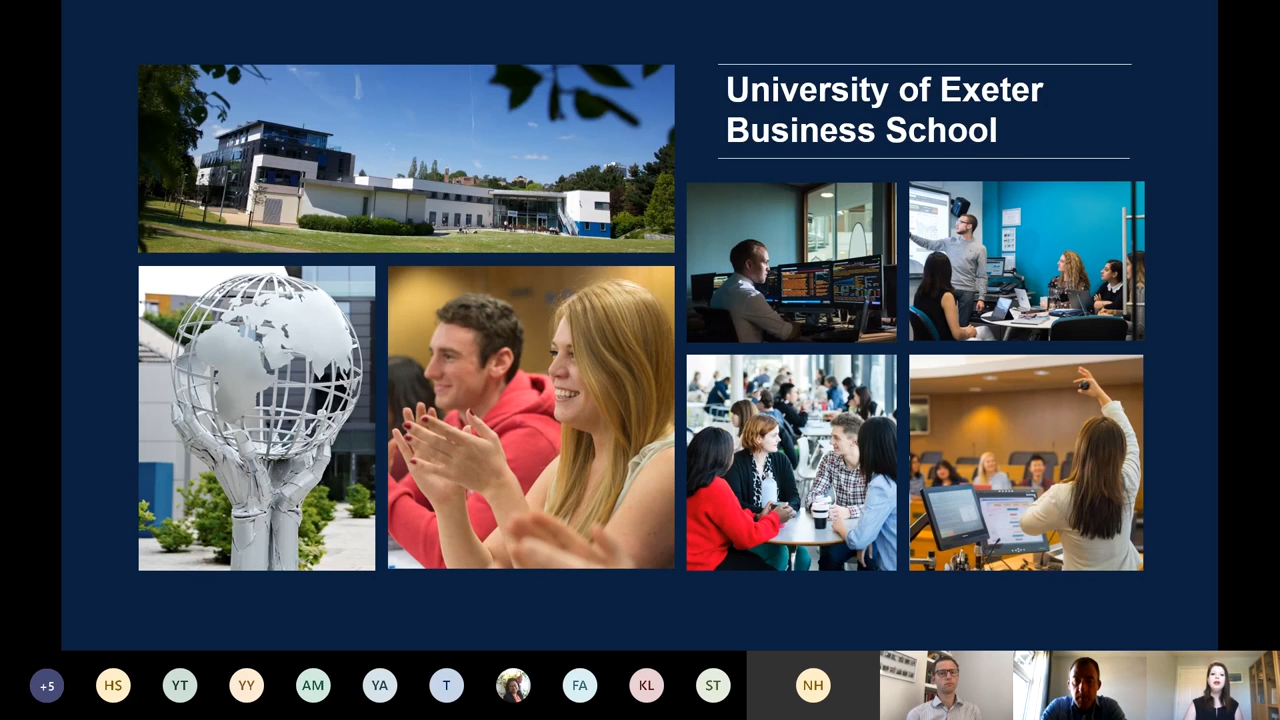 University of Exeter
Business School
+5
HS
YT
YY
AM
YA
T
FA
KL
ST
NH